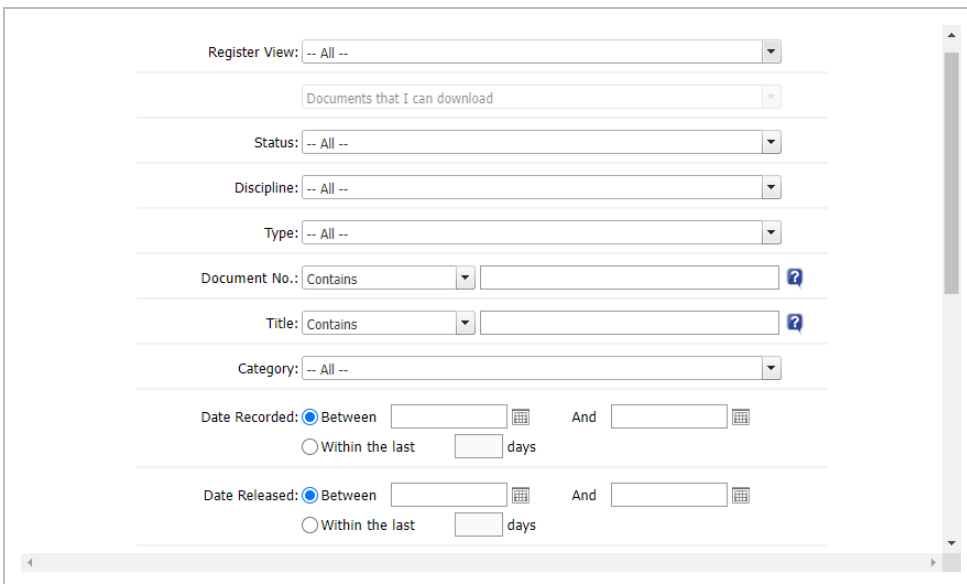 Register View: -- All --
Documents that I can download
Status: -- All --
Discipline: -- All --
Type: -- All --
Document No.: Contains ?
Title: Contains ?
Category: -- All --
Date Recorded: Between And
Within the last days
Date Released: Between And
Within the last days